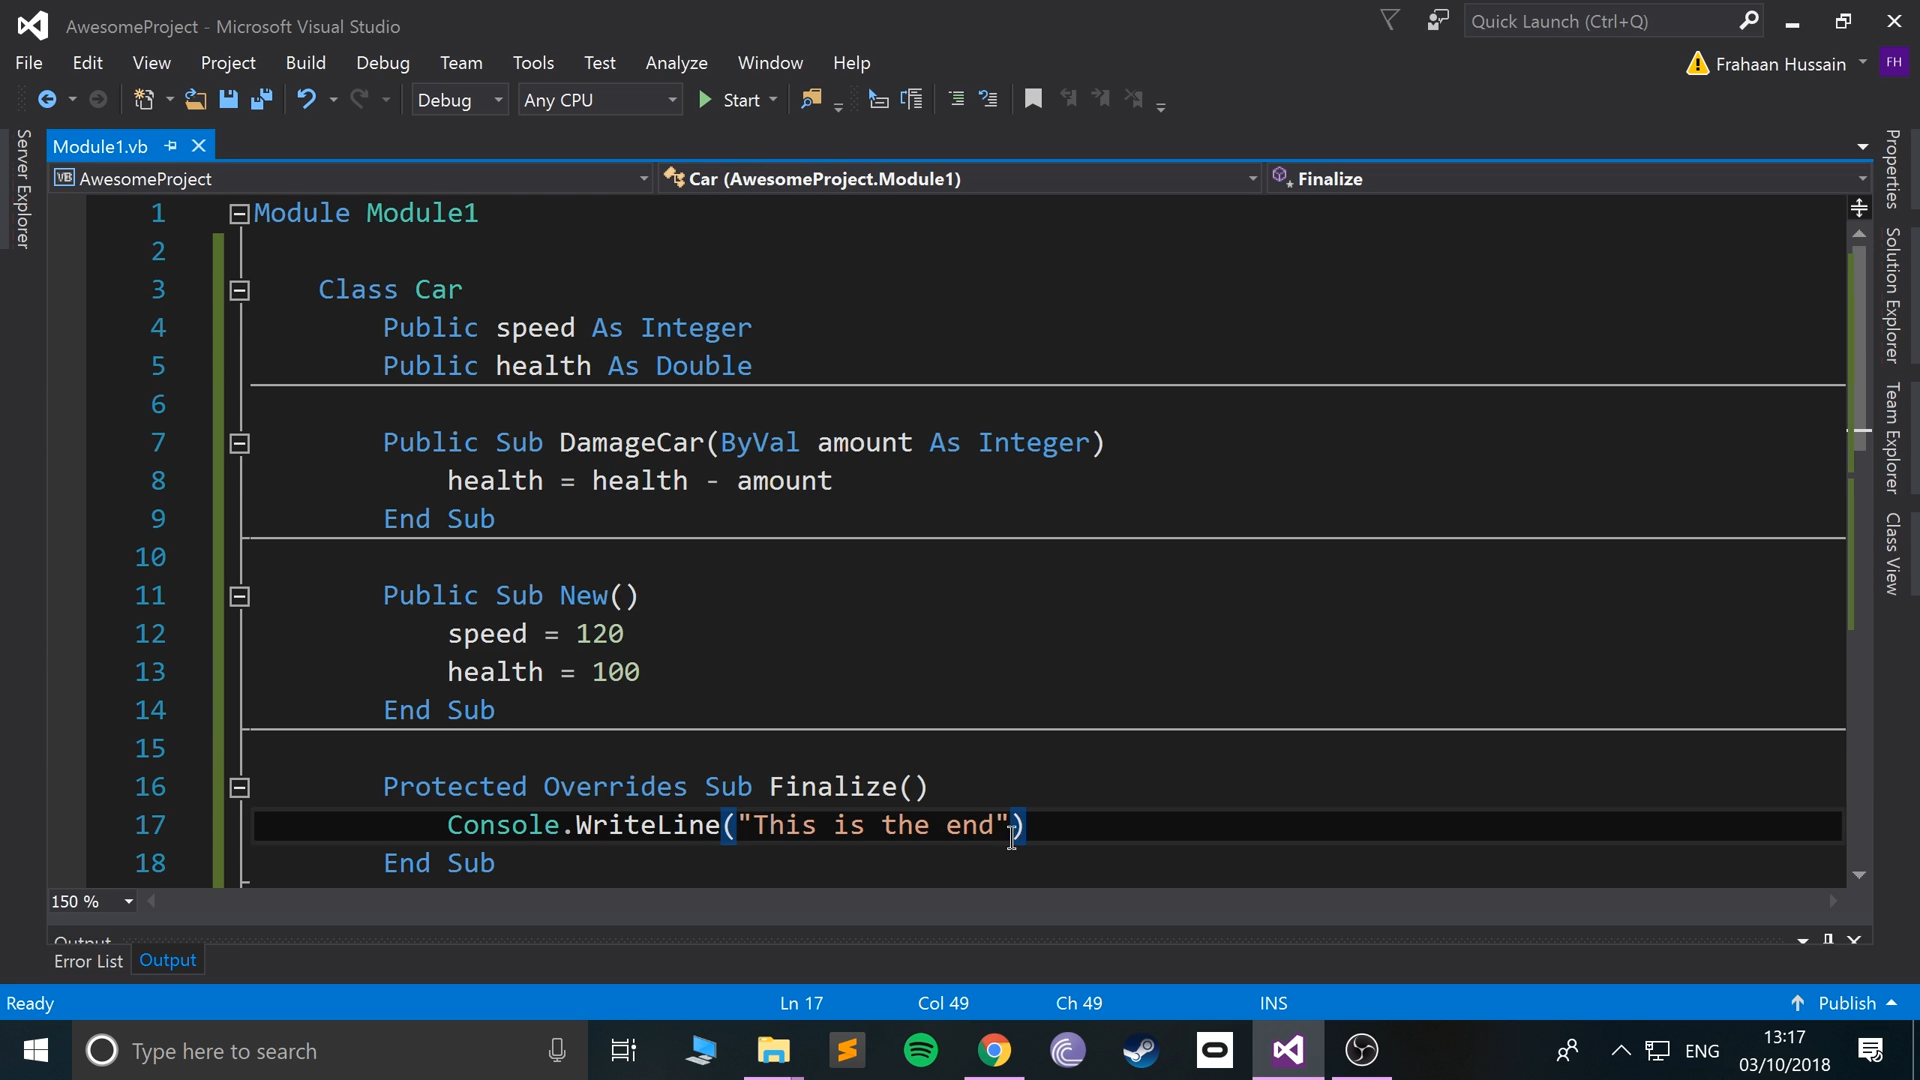 AwesomeProject - Microsoft Visual Studio
Quick Launch (Ctrl+Q)
File Edit View Project Build Debug Team Tools Test Analyze Window Help
Frahaan Hussain FH
Debug Any CPU Start
Server Explorer
Module1.vb
VB AwesomeProject Car (AwesomeProject.Module1) Finalize
1 Module Module1
2
3 Class Car
4 Public speed As Integer
5 Public health As Double
6
7 Public Sub DamageCar(ByVal amount As Integer)
8 health = health - amount
9 End Sub
10
11 Public Sub New()
12 speed = 120
13 health = 100
14 End Sub
15
16 Protected Overrides Sub Finalize()
17 Console.WriteLine("This is the end")
18 End Sub
Properties
Solution Explorer
Team Explorer
Class View
150 %
Output
Error List Output
Ready Ln 17 Col 49 Ch 49 INS Publish
Type here to search
ENG
13:17
03/10/2018